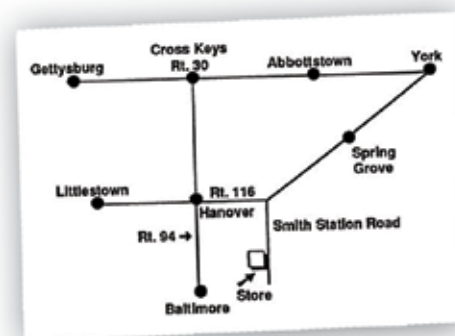 Cross Keys
Rt. 30
Gettysburg
Abbottstown
York
Spring
Grove
Littlestown
Rt. 116
Hanover
Smith Station Road
Rt. 94 →
Store
Baltimore